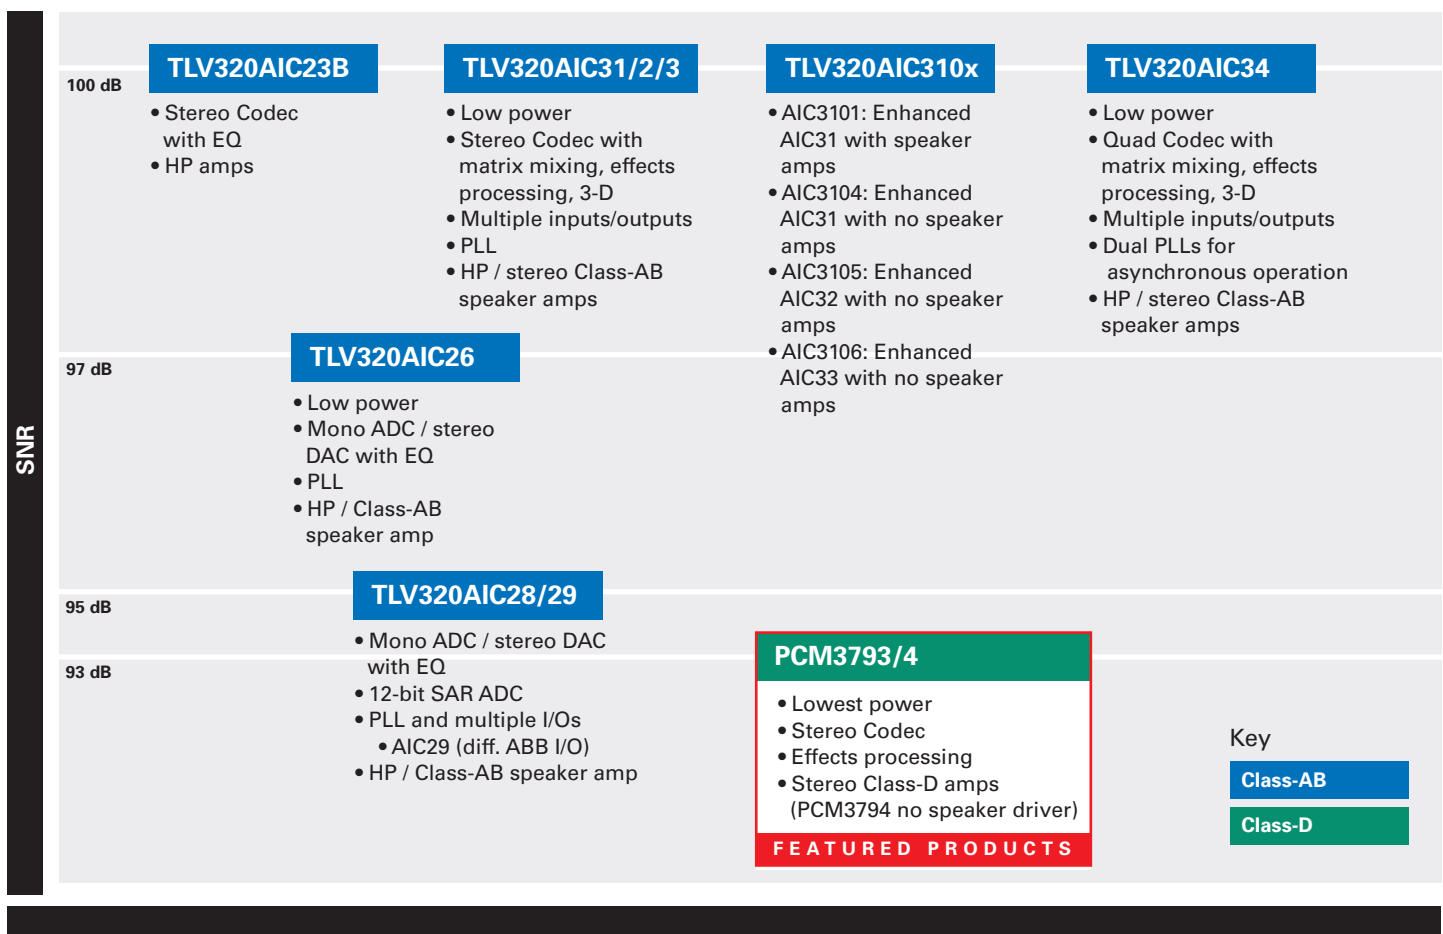 SNR
100 dB
TLV320AIC23B
• Stereo Codec
with EQ
• HP amps
TLV320AIC31/2/3
• Low power
• Stereo Codec with
matrix mixing, effects
processing, 3-D
• Multiple inputs/outputs
• PLL
• HP / stereo Class-AB
speaker amps
TLV320AIC310x
• AIC3101: Enhanced
AIC31 with speaker
amps
• AIC3104: Enhanced
AIC31 with no speaker
amps
• AIC3105: Enhanced
AIC32 with no speaker
amps
• AIC3106: Enhanced
AIC33 with no speaker
amps
TLV320AIC34
• Low power
• Quad Codec with
matrix mixing, effects
processing, 3-D
• Multiple inputs/outputs
• Dual PLLs for
asynchronous operation
• HP / stereo Class-AB
speaker amps
97 dB
TLV320AIC26
• Low power
• Mono ADC / stereo
DAC with EQ
• PLL
• HP / Class-AB
speaker amp
95 dB
TLV320AIC28/29
• Mono ADC / stereo DAC
with EQ
• 12-bit SAR ADC
• PLL and multiple I/Os
• AIC29 (diff. ABB I/O)
• HP / Class-AB speaker amp
93 dB
PCM3793/4
• Lowest power
• Stereo Codec
• Effects processing
• Stereo Class-D amps
(PCM3794 no speaker driver)
FEATURED PRODUCTS
Key
Class-AB
Class-D